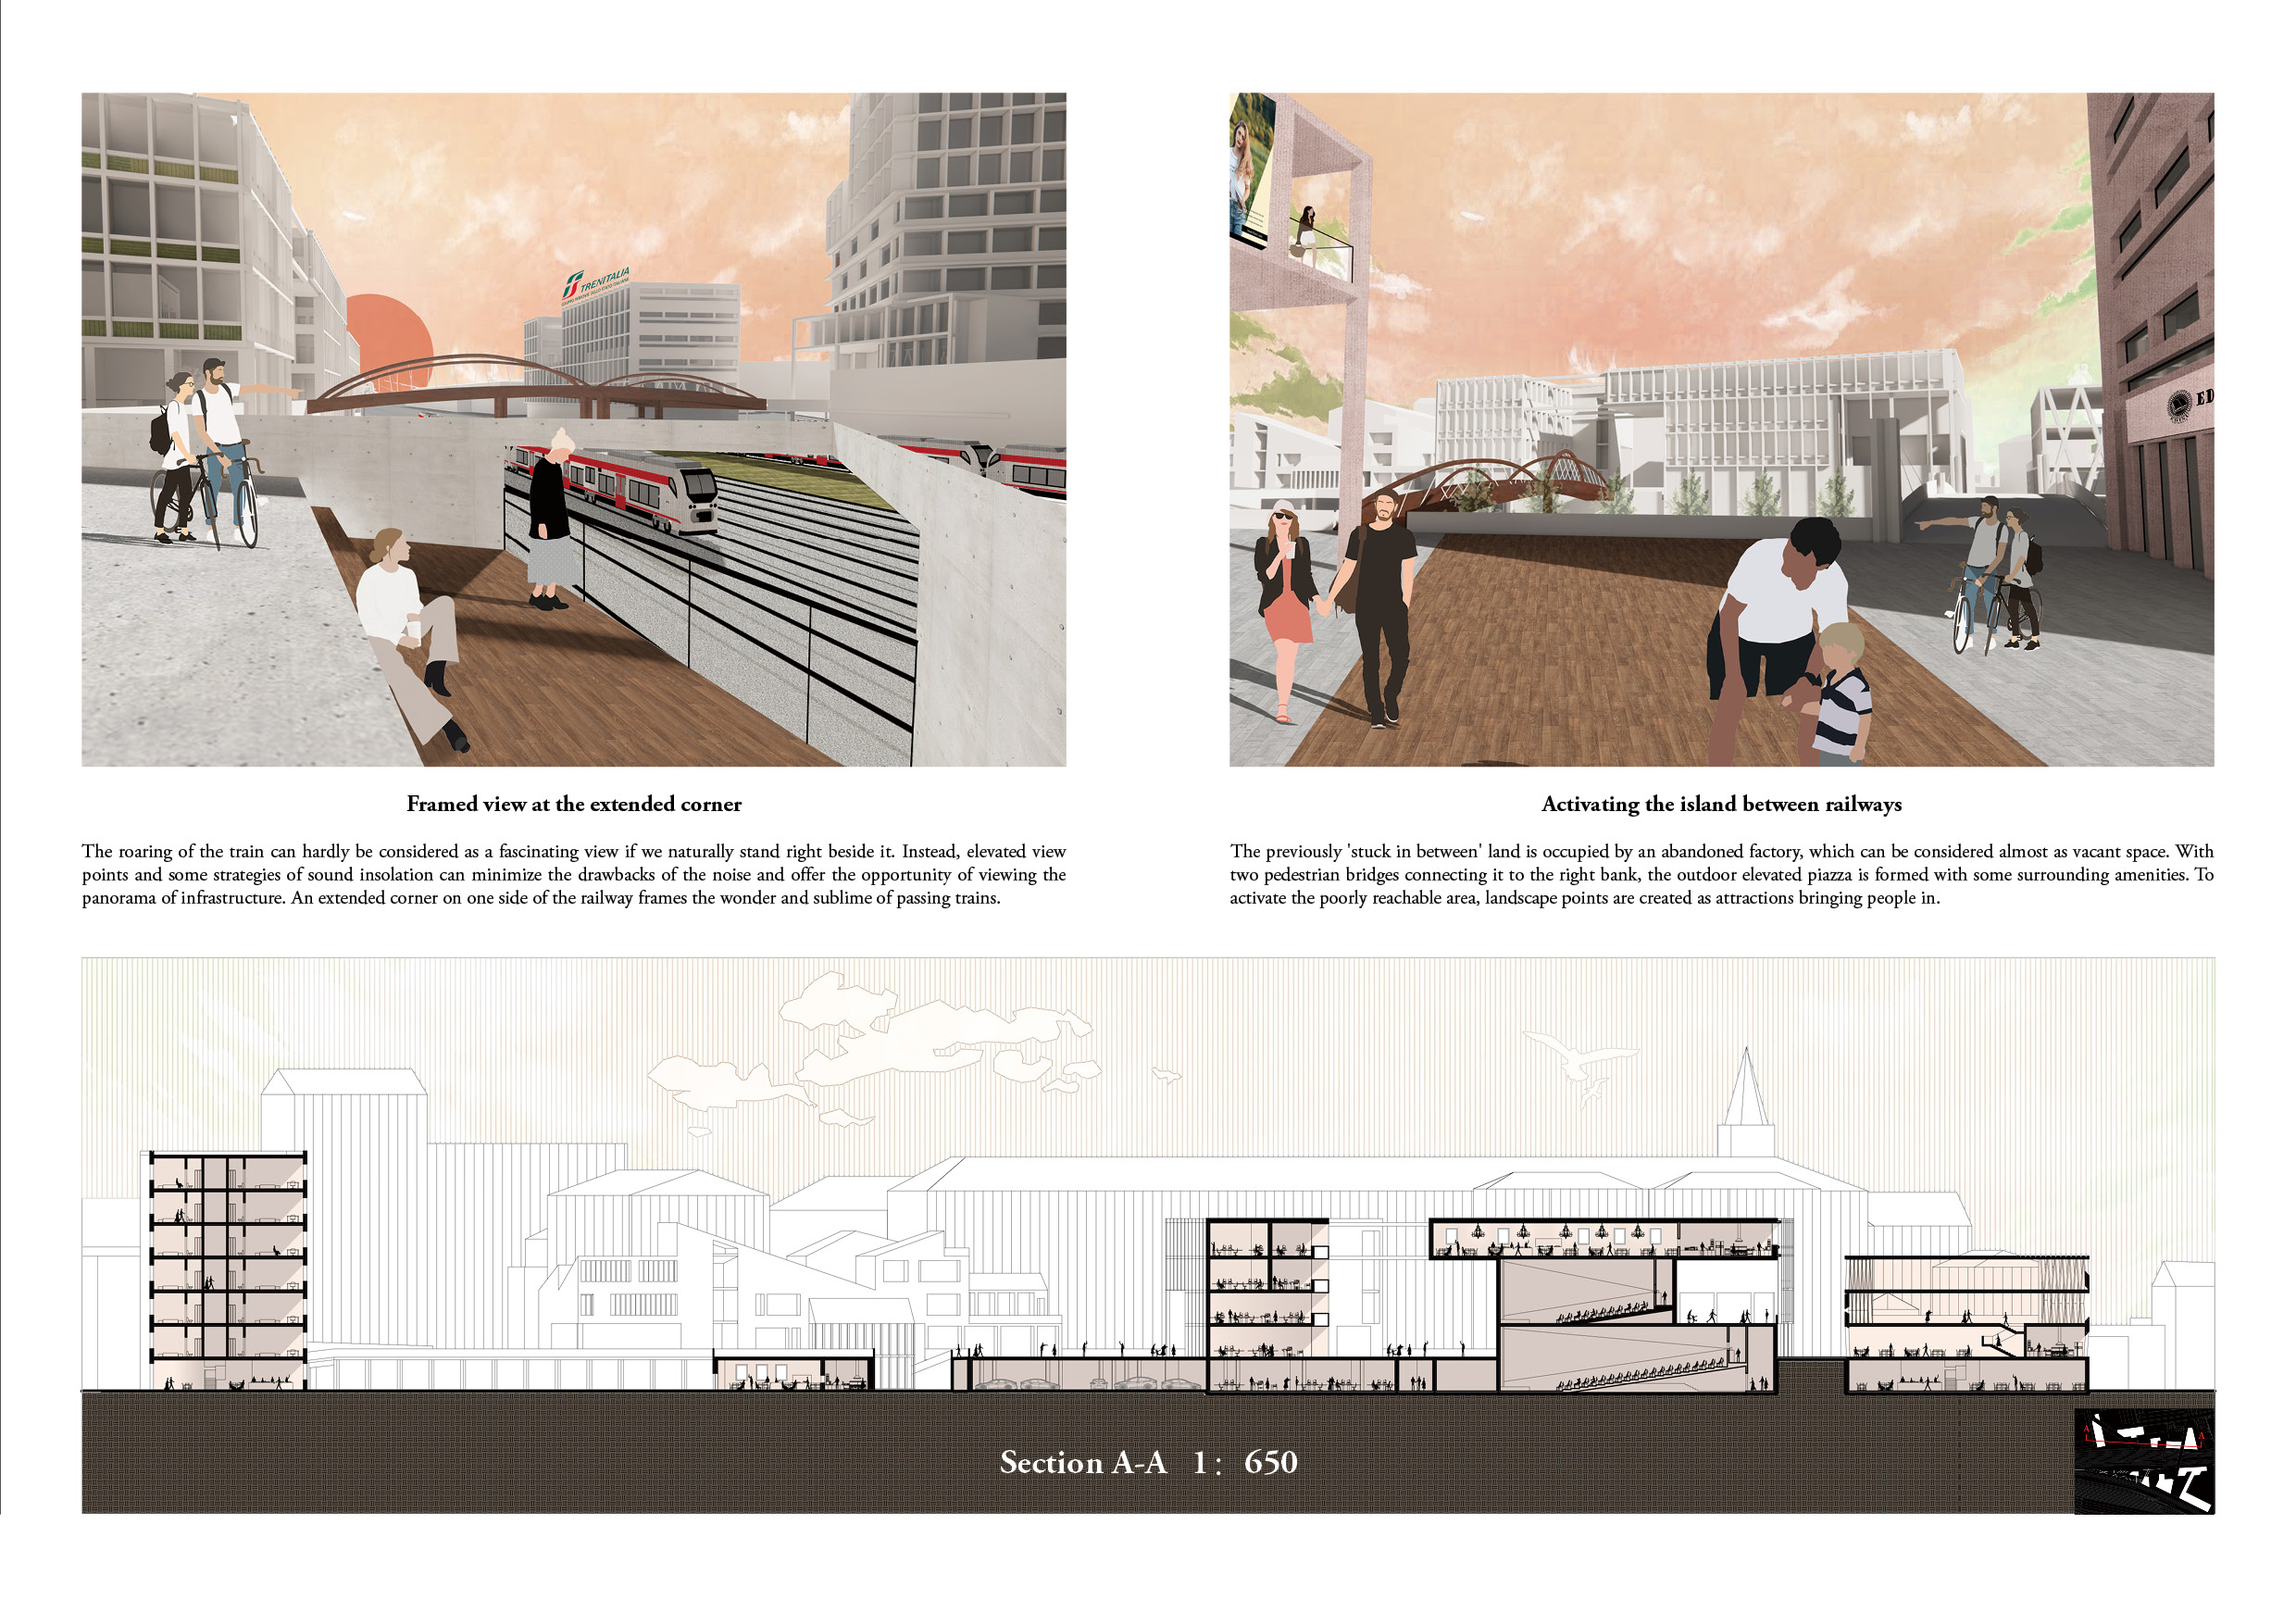 TRENITALIA
GRUPPO FERROVIE DELLO STATO ITALIANE
ED
Framed view at the extended corner
The roaring of the train can hardly be considered as a fascinating view if we naturally stand right beside it. Instead, elevated view
points and some strategies of sound insolation can minimize the drawbacks of the noise and offer the opportunity of viewing the
panorama of infrastructure. An extended corner on one side of the railway frames the wonder and sublime of passing trains.
Activating the island between railways
The previously 'stuck in between' land is occupied by an abandoned factory, which can be considered almost as vacant space. With
two pedestrian bridges connecting it to the right bank, the outdoor elevated piazza is formed with some surrounding amenities. To
activate the poorly reachable area, landscape points are created as attractions bringing people in.
Section A-A 1: 650
A A